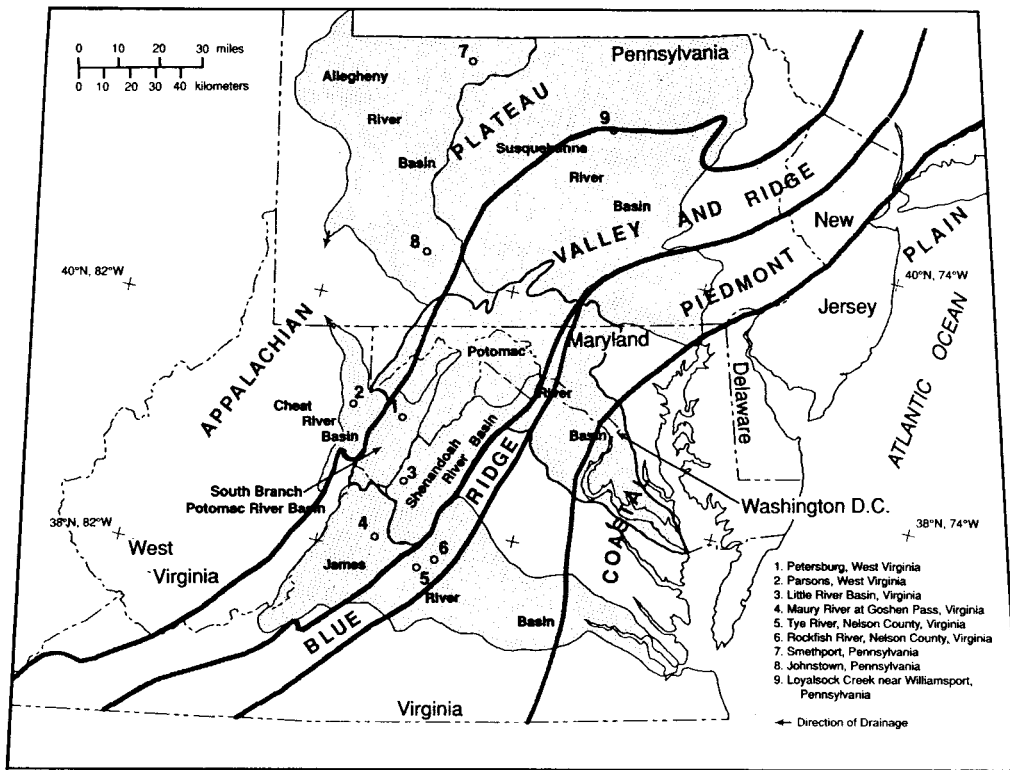 0 10 20 30 miles
0 10 20 30 40 kilometers
7
Pennsylvania
Allegheny
River
Basin
PLATEAU
9
Susquehanna
River
Basin
8
VALLEY AND RIDGE
New
Jersey
PIEDMONT
PLAIN
40°N, 82°W
40°N, 74°W
APPALACHIAN
Maryland
Potomac
River
Basin
Delaware
ATLANTIC OCEAN
2
Cheat
River
Basin
1
3
Shenandoah
River Basin
South Branch
Potomac River Basin
RIDGE
Washington D.C.
38°N, 82°W
38°N, 74°W
West
Virginia
4
James
5
6
River
Basin
COASTAL
BLUE
Virginia
1. Petersburg, West Virginia
2. Parsons, West Virginia
3. Little River Basin, Virginia
4. Maury River at Goshen Pass, Virginia
5. Tye River, Nelson County, Virginia
6. Rockfish River, Nelson County, Virginia
7. Smethport, Pennsylvania
8. Johnstown, Pennsylvania
9. Loyalsock Creek near Williamsport,
Pennsylvania
Direction of Drainage